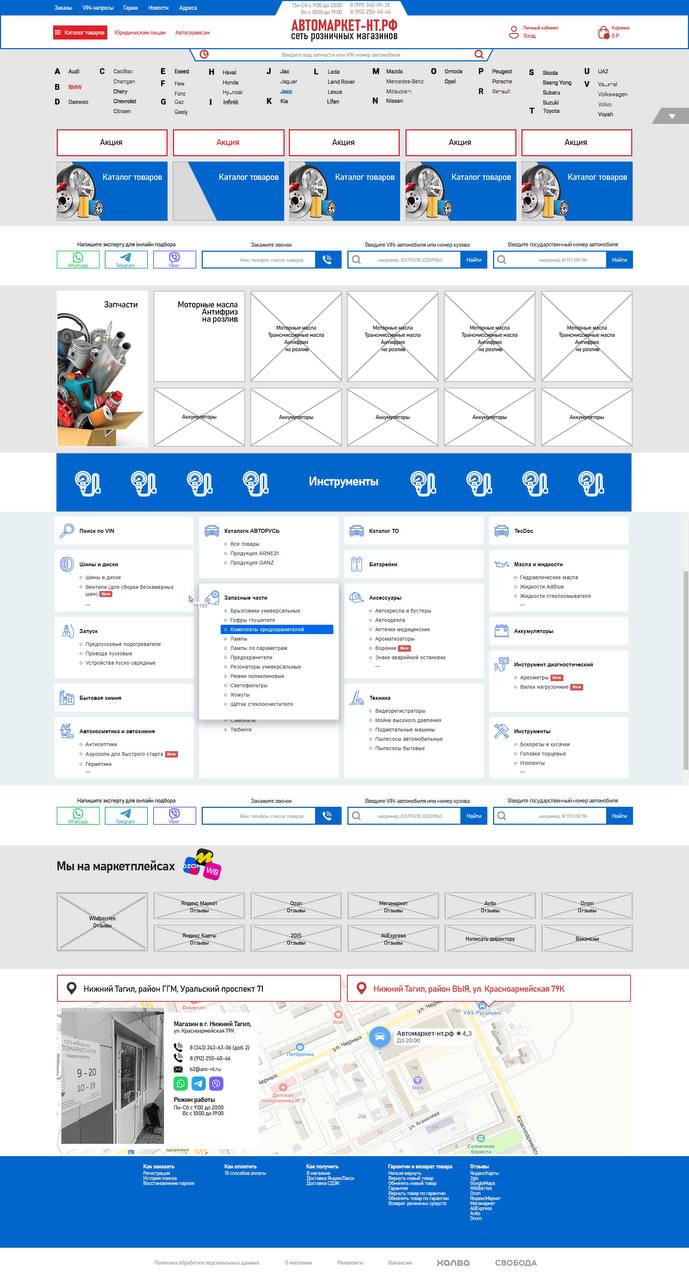 Заказы VIN-запросы Гараж Новости Адреса
Пн-Сб с 9:00 до 20:00 8 (919) 360-09-35
Вс с 10:00 до 19:00 8 (912) 250-40-46
Каталог товаров Юридическим лицам Автосервисам
АВТОМАРКЕТ-НТ.РФ
сеть розничных магазинов
Личный кабинет
Вход
Корзина
0 Р
Введите код запчасти или VIN номер автомобиля
A Audi
B BMW
D Daewoo
C Cadillac
Changan
Chery
Chevrolet
Citroen
E Exeed
F Faw
Ford
G Gaz
Geely
H Haval
Honda
I Infiniti
J Jac
Jaguar
Jeep
K Kia
L Lada
Land Rover
Lexus
Lifan
M Mazda
Mercedes-Benz
Mitsubishi
N Nissan
O Omoda
Opel
P Peugeot
Porsche
R Renault
S Skoda
Ssang Yong
Subaru
Suzuki
T Toyota
U UAZ
V
Volkswagen
Volvo
Voyah
Акция Акция Акция Акция Акция
Каталог товаров Каталог товаров Каталог товаров Каталог товаров Каталог товаров
Напишите эксперту для онлайн подбора
Whatsapp Telegram Viber
Закажите звонок
Имя, телефон, список товаров
Введите VIN-автомобиля или номер кузова
Найти
Введите государственный номер автомобиля
например, М 193 КМ 196 Найти
Запчасти
Моторные масла
Антифриз
на розлив
Моторные масла
Трансмиссионые масла
Антифриз
на розлив
Моторные масла
Трансмиссионые масла
Антифриз
на розлив
Моторные масла
Трансмиссионые масла
Антифриз
на розлив
Моторные масла
Трансмиссионые масла
Антифриз
на розлив
Аккумуляторы Аккумуляторы Аккумуляторы Аккумуляторы Аккумуляторы
Инструменты
Поиск по VIN
Шины и диски
Шины и диски
Вентили (для сборки бескамерных
шин) New
...
Запуск
Предпусковые подогреватели
Провода пусковые
Устройства пуско-зарядные
Бытовая химия
Автокосметика и автохимия
Антисептики
Аэрозоли для быстрого старта New
Герметики
...
Каталоги АВТОРУСЬ
Все товары
Продукция ARNEZI
Продукция GANZ
Запасные части
Брызговики универсальные
Гофры глушителя
Комплекты предохранителей
Лампы
Лампы по параметрам
Предохранители
Резонаторы универсальные
Ремни поликлиновые
Светофильтры
Хомуты
Щётки стеклоочистителя
Самокаты
Тюбинги
Каталог ТО
Батарейки
Аксессуары
Автокресла и бустеры
Автоодеяла
Аптечки медицинские
Ароматизаторы
Воронки New
Знаки аварийной остановки
...
Техника
Видеорегистраторы
Мойки высокого давления
Подметальные машины
Пылесосы автомобильные
Пылесосы бытовые
TecDoc
Масла и жидкости
Гидравлические масла
Жидкости AdBlue
Жидкости стеклоомывателя
...
Аккумуляторы
Инструмент диагностический
Ареометры New
Вилки нагрузочные New
Инструменты
Бокорезы и кусачки
Головки торцевые
Изоленты
...
Напишите эксперту для онлайн подбора
Whatsapp Telegram Viber
Закажите звонок
Имя, телефон, список товаров
Введите VIN-автомобиля или номер кузова
Найти
Введите государственный номер автомобиля
например, М 193 КМ 196 Найти
Мы на маркетплейсах
WB
Wildberries
Отзывы
Яндекс Маркет
Отзывы
Ozon
Отзывы
Мегамаркет
Отзывы
Avito
Отзывы
Drom
Отзывы
Яндекс Карты
Отзывы
2GIS
Отзывы
AliExpress
Отзывы
Написать директору
Вакансии
Нижний Тагил, район ГГМ, Уральский проспект 71
Нижний Тагил, район ВЫЯ, ул. Красноармейская 79К
Магазин в г. Нижний Тагил,
ул. Красноармейская 79К
8 (343) 243-63-06 (доб. 2)
8 (912) 250-40-46
b2@am-nt.ru
Режим работы
Пн-Сб с 9:00 до 20:00
Вс с 10:00 до 19:00
9 - 20
10 - 19
Агат
Пятёрочка
Детская
поликлиника № 3
ул. Черных
Автомаркет-нт.рф ★ 4,3
До 20:00
Солнечная
береста
Как заказать
Регистрация
История поиска
Восстановление пароля
Как оплатить
10 способов оплаты
Как получить
В магазине
Доставка ЯндексТакси
Доставка СДЭК
Гарантии и возврат товара
Нельзя вернуть
Вернуть новый товар
Обменять новый товар
Гарантия
Вернуть товар по гарантии
Обменять товар по гарантии
Возврат денежных средств
Отзывы
ЯндексКарты
2gis
GoogleMaps
Wildberries
Ozon
ЯндексМаркет
Мегамаркет
AliExpress
Avito
Drom
Политика обработки персональных данных О магазине Реквизиты Вакансии ХАЛВА СВОБОДА